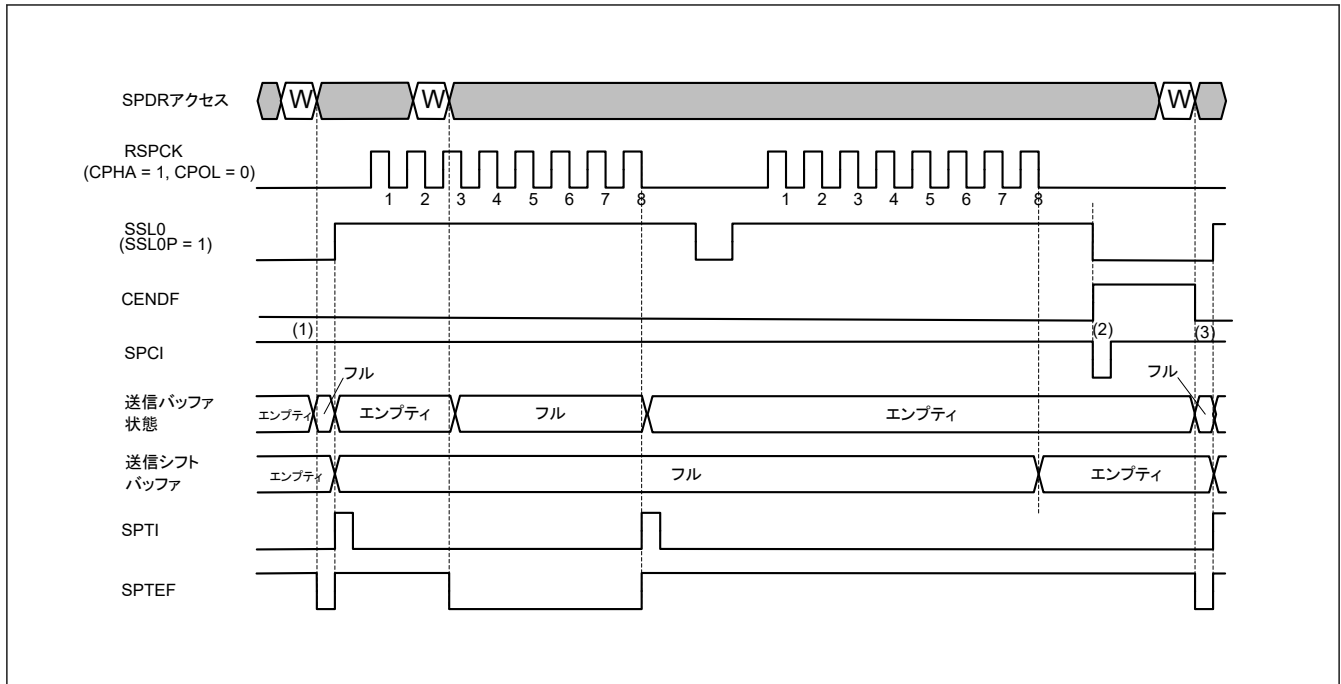 SPDRアクセス
W
W
W
RSPCK
(CPHA = 1, CPOL = 0)
1 2 3 4 5 6 7 8
1 2 3 4 5 6 7 8
SSL0
(SSL0P = 1)
CENDF
(1)
(2)
(3)
SPCI
フル
フル
送信バッファ
状態
エンプティ
エンプティ
フル
エンプティ
送信シフト
バッファ
エンプティ
フル
エンプティ
SPTI
SPTEF